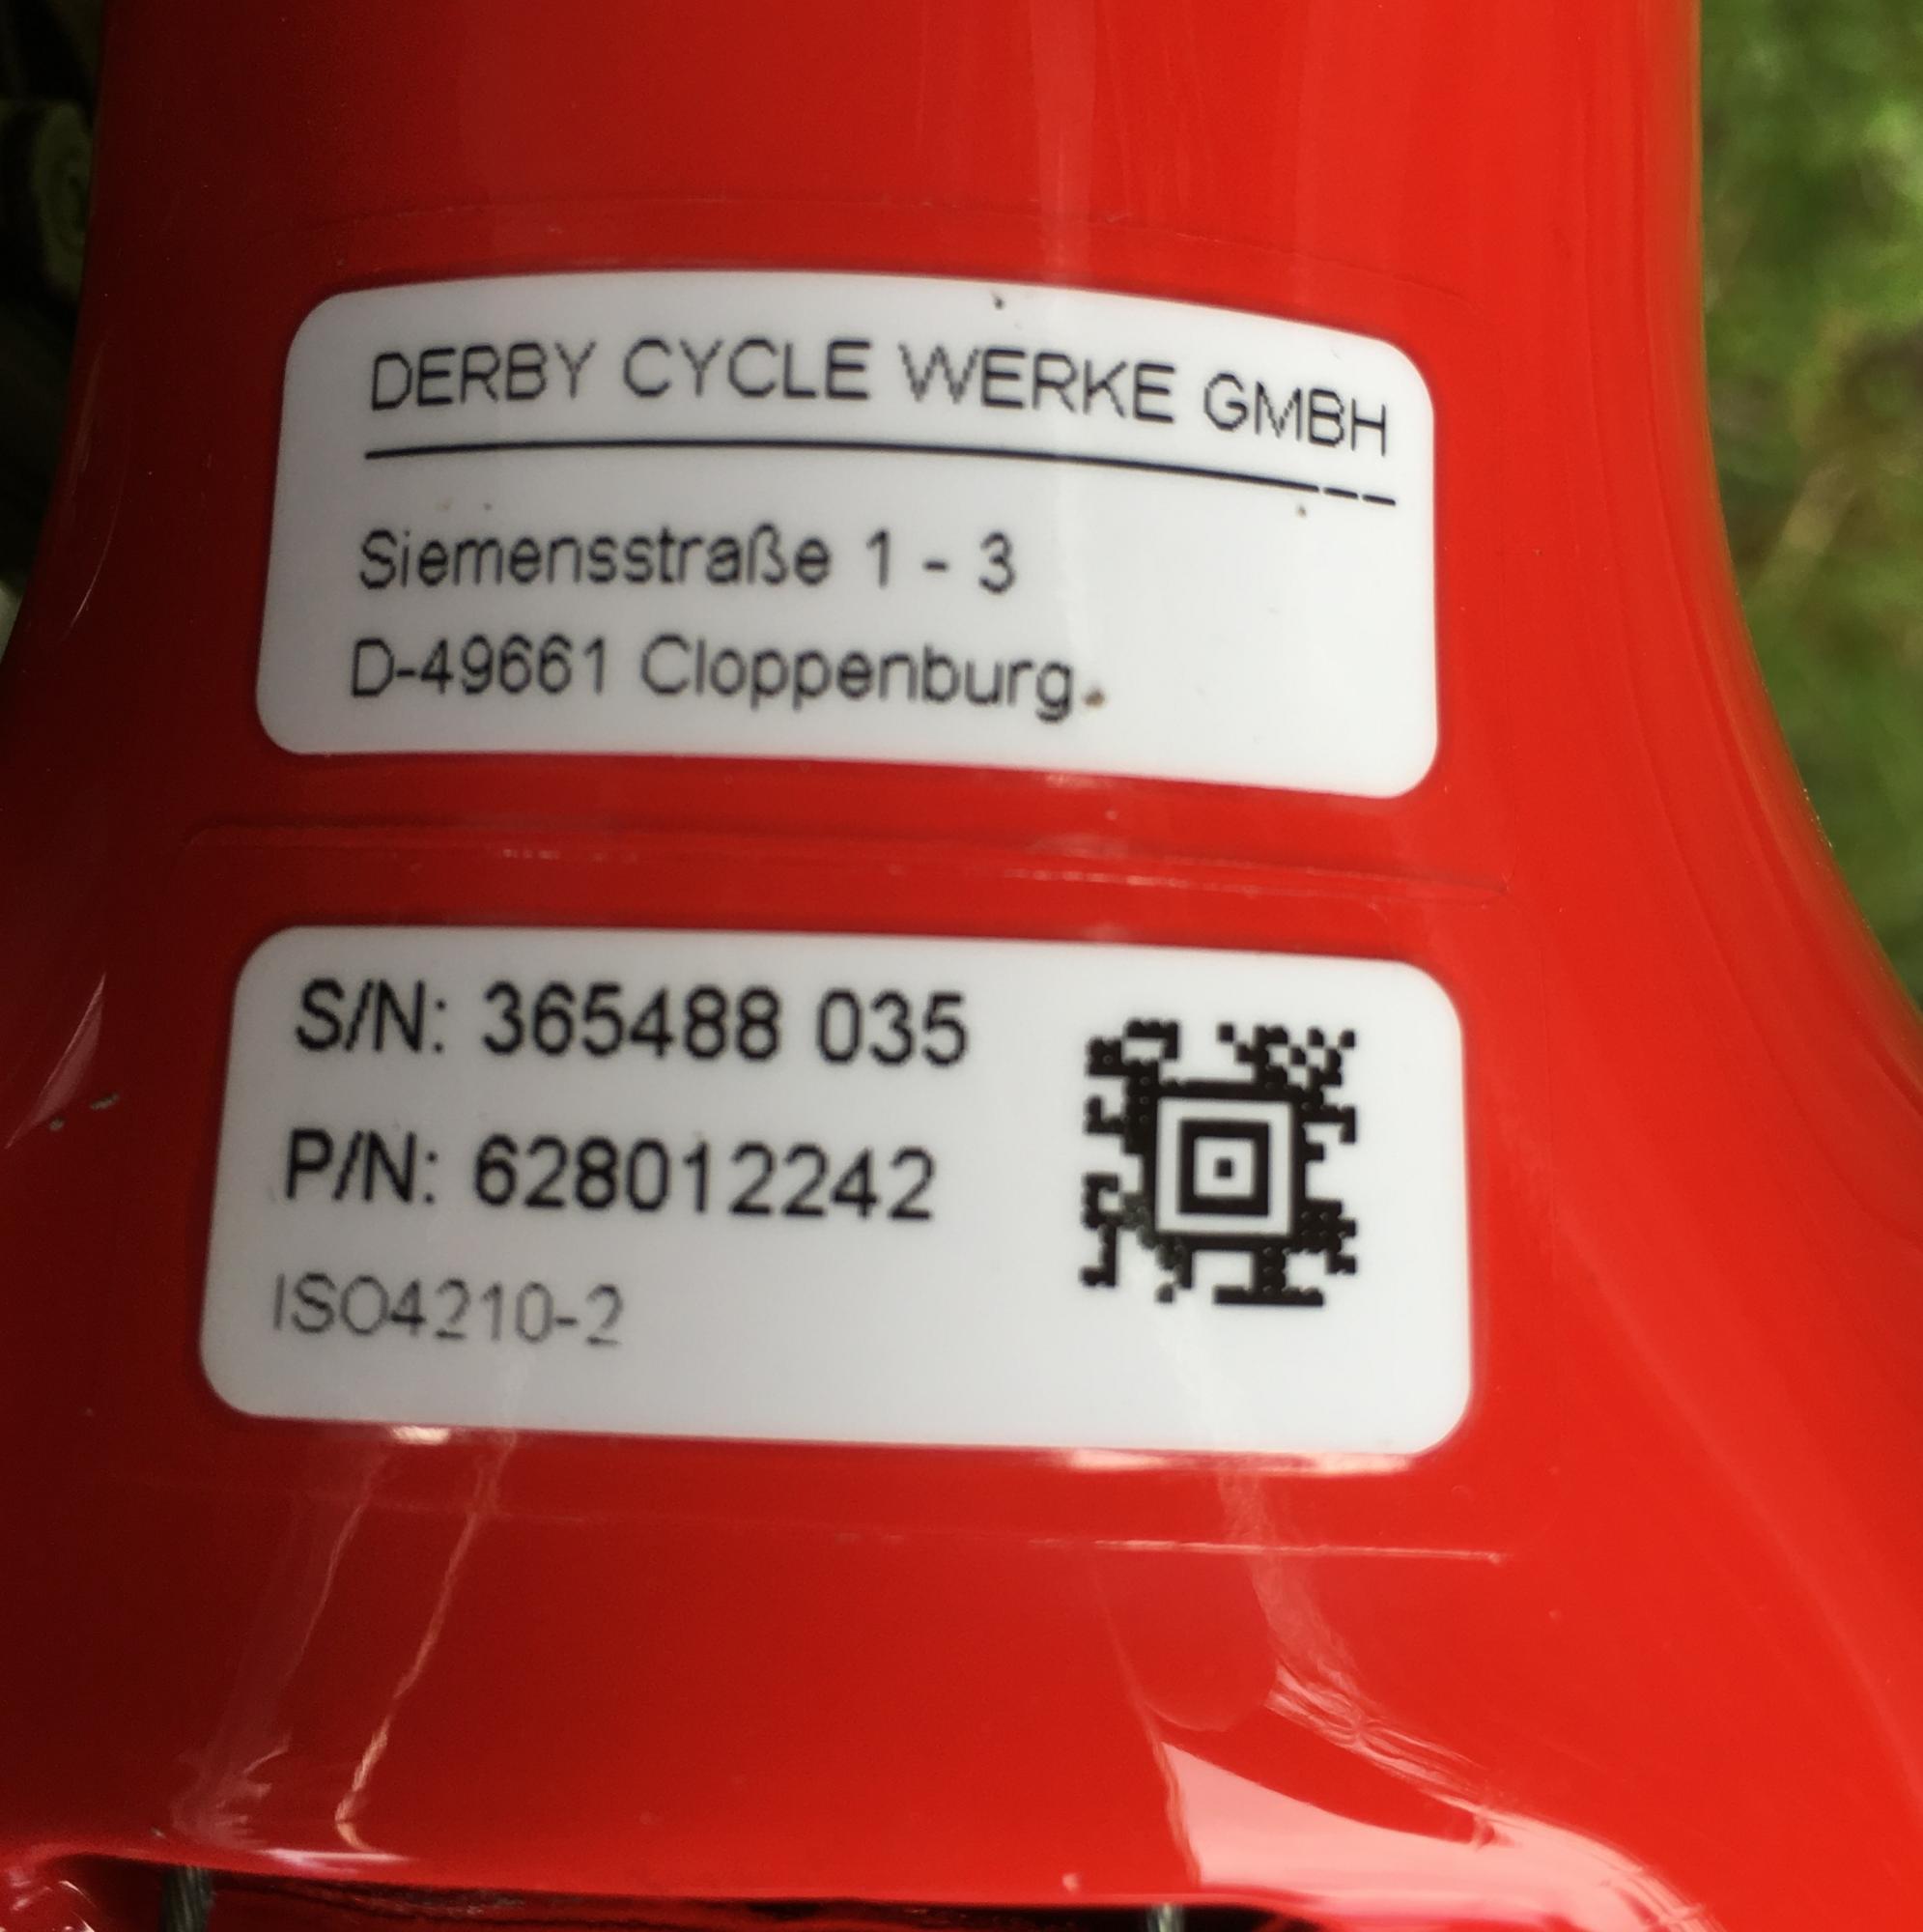 DERBY CYCLE WERKE GMBH
Siemensstraße 1 - 3
D-49661 Cloppenburg
S/N: 365488 035
P/N: 628012242
ISO4210-2